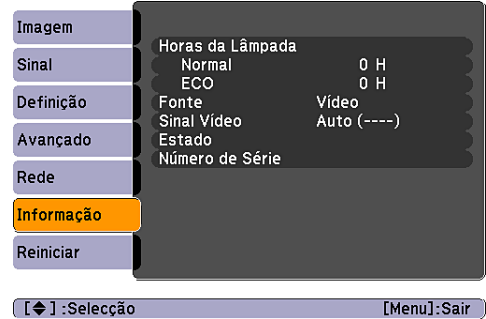 Imagem
Sinal
Definição
Avançado
Rede
Informação
Reiniciar
Horas da Lâmpada
Normal 0 H
ECO 0 H
Fonte Vídeo
Sinal Vídeo Auto (----)
Estado
Número de Série
[◆] :Selecção [Menu]:Sair